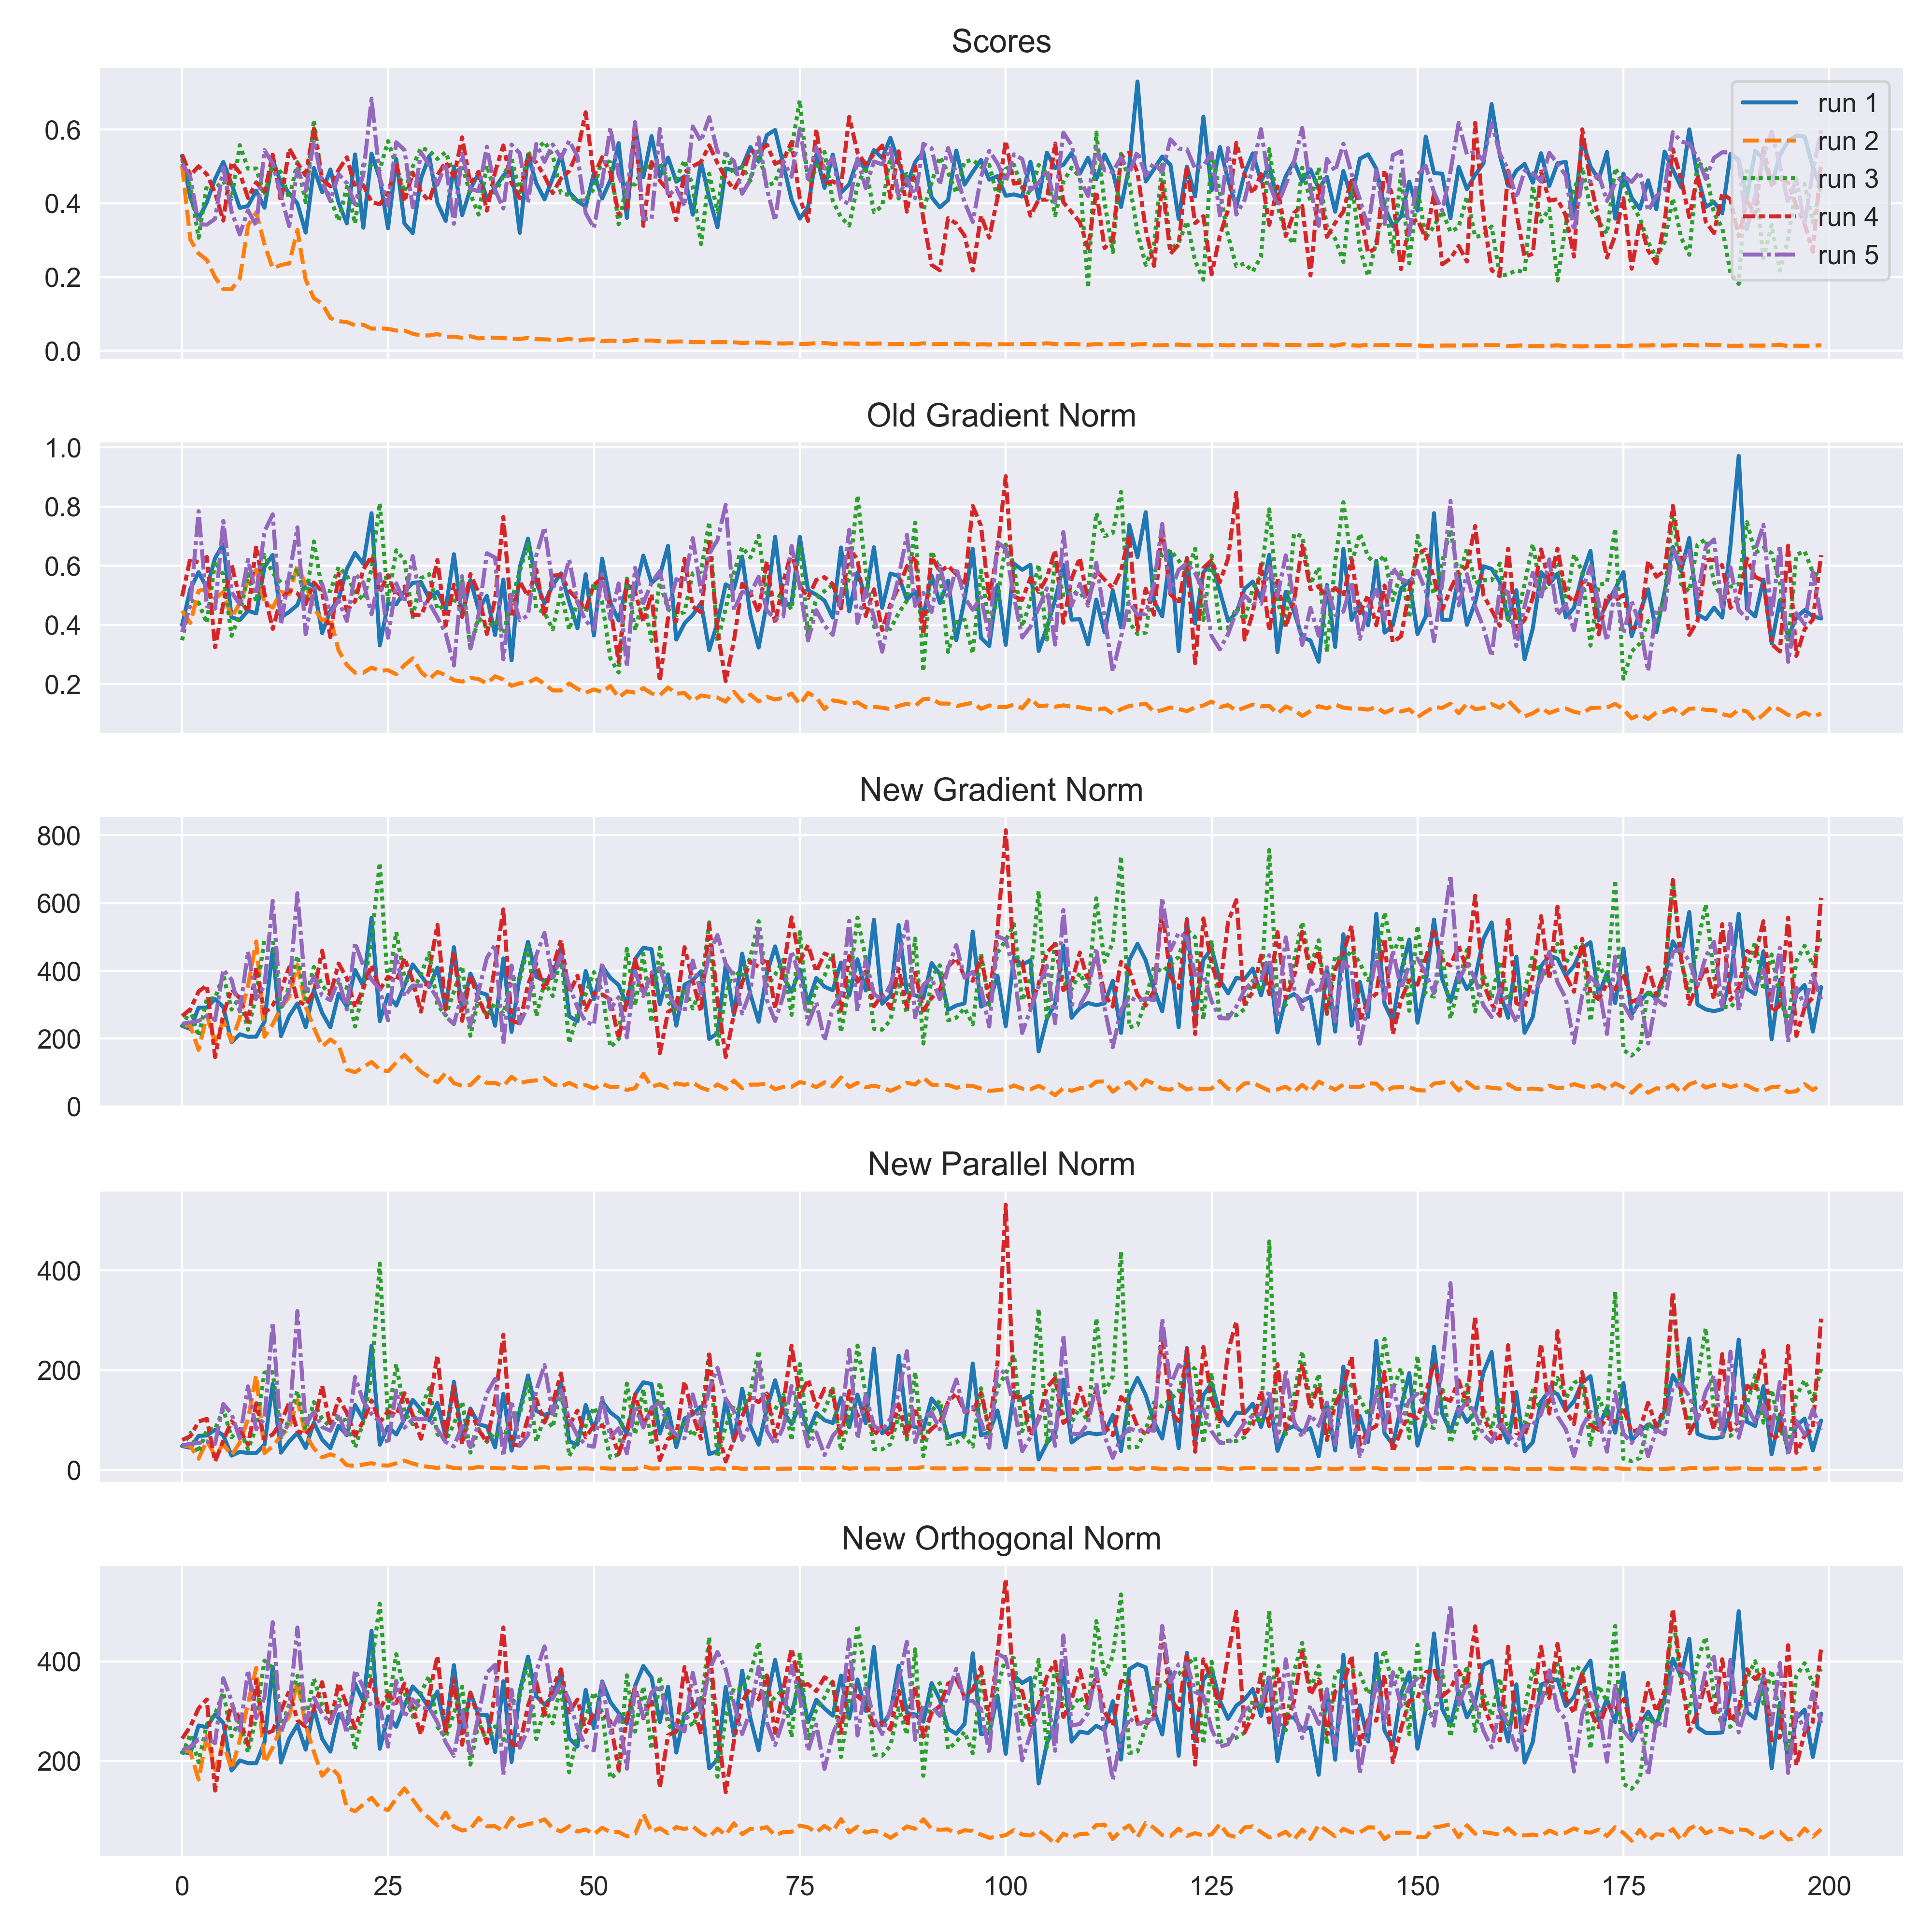 Scores
0.6
0.4
0.2
0.0
run 1
run 2
run 3
run 4
run 5
Old Gradient Norm
1.0
0.8
0.6
0.4
0.2
New Gradient Norm
800
600
400
200
0
New Parallel Norm
400
200
0
New Orthogonal Norm
400
200
0 25 50 75 100 125 150 175 200